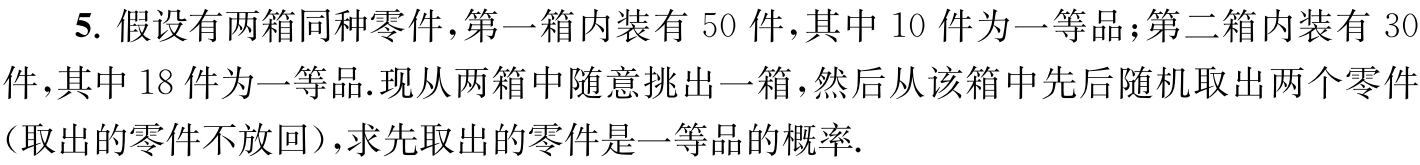 5. 假设有两箱同种零件,第一箱内装有 50 件,其中 10 件为一等品;第二箱内装有 30
件,其中 18 件为一等品.现从两箱中随意挑出一箱,然后从该箱中先后随机取出两个零件
(取出的零件不放回),求先取出的零件是一等品的概率.